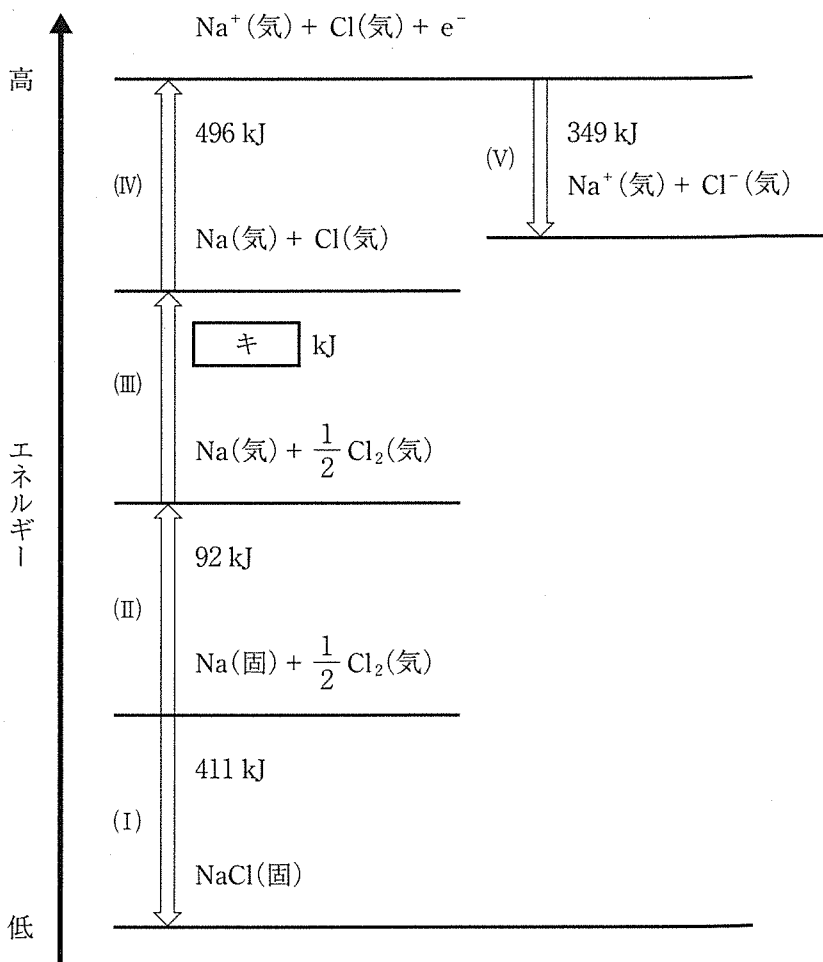 Na⁺(気) + Cl(気) + e⁻
高
496 kJ
(Ⅳ)
Na(気) + Cl(気)
349 kJ
(Ⅴ)
Na⁺(気) + Cl⁻(気)
キ kJ
(Ⅲ)
Na(気) + 1/2 Cl₂(気)
エネルギー
92 kJ
(Ⅱ)
Na(固) + 1/2 Cl₂(気)
411 kJ
(Ⅰ)
NaCl(固)
低